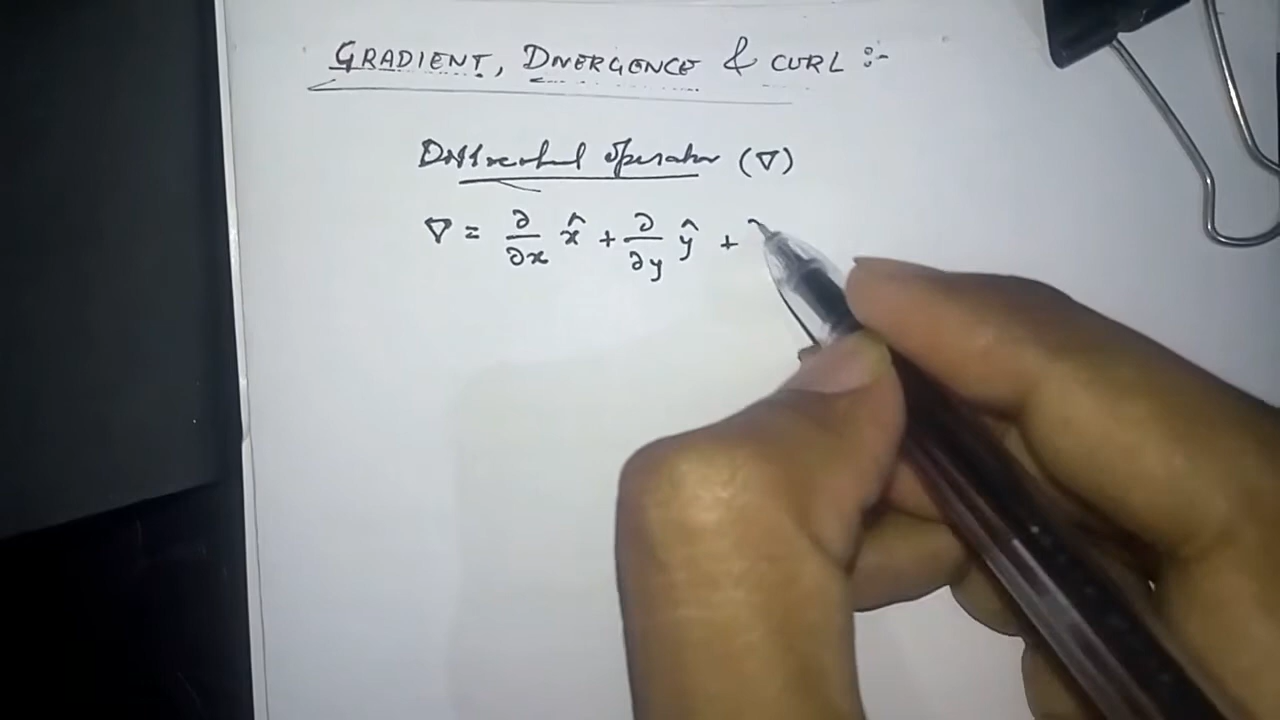 GRADIENT, DIVERGENCE & CURL :-
Differential operator (∇)
∇ = ∂/∂x x̂ + ∂/∂y ŷ +